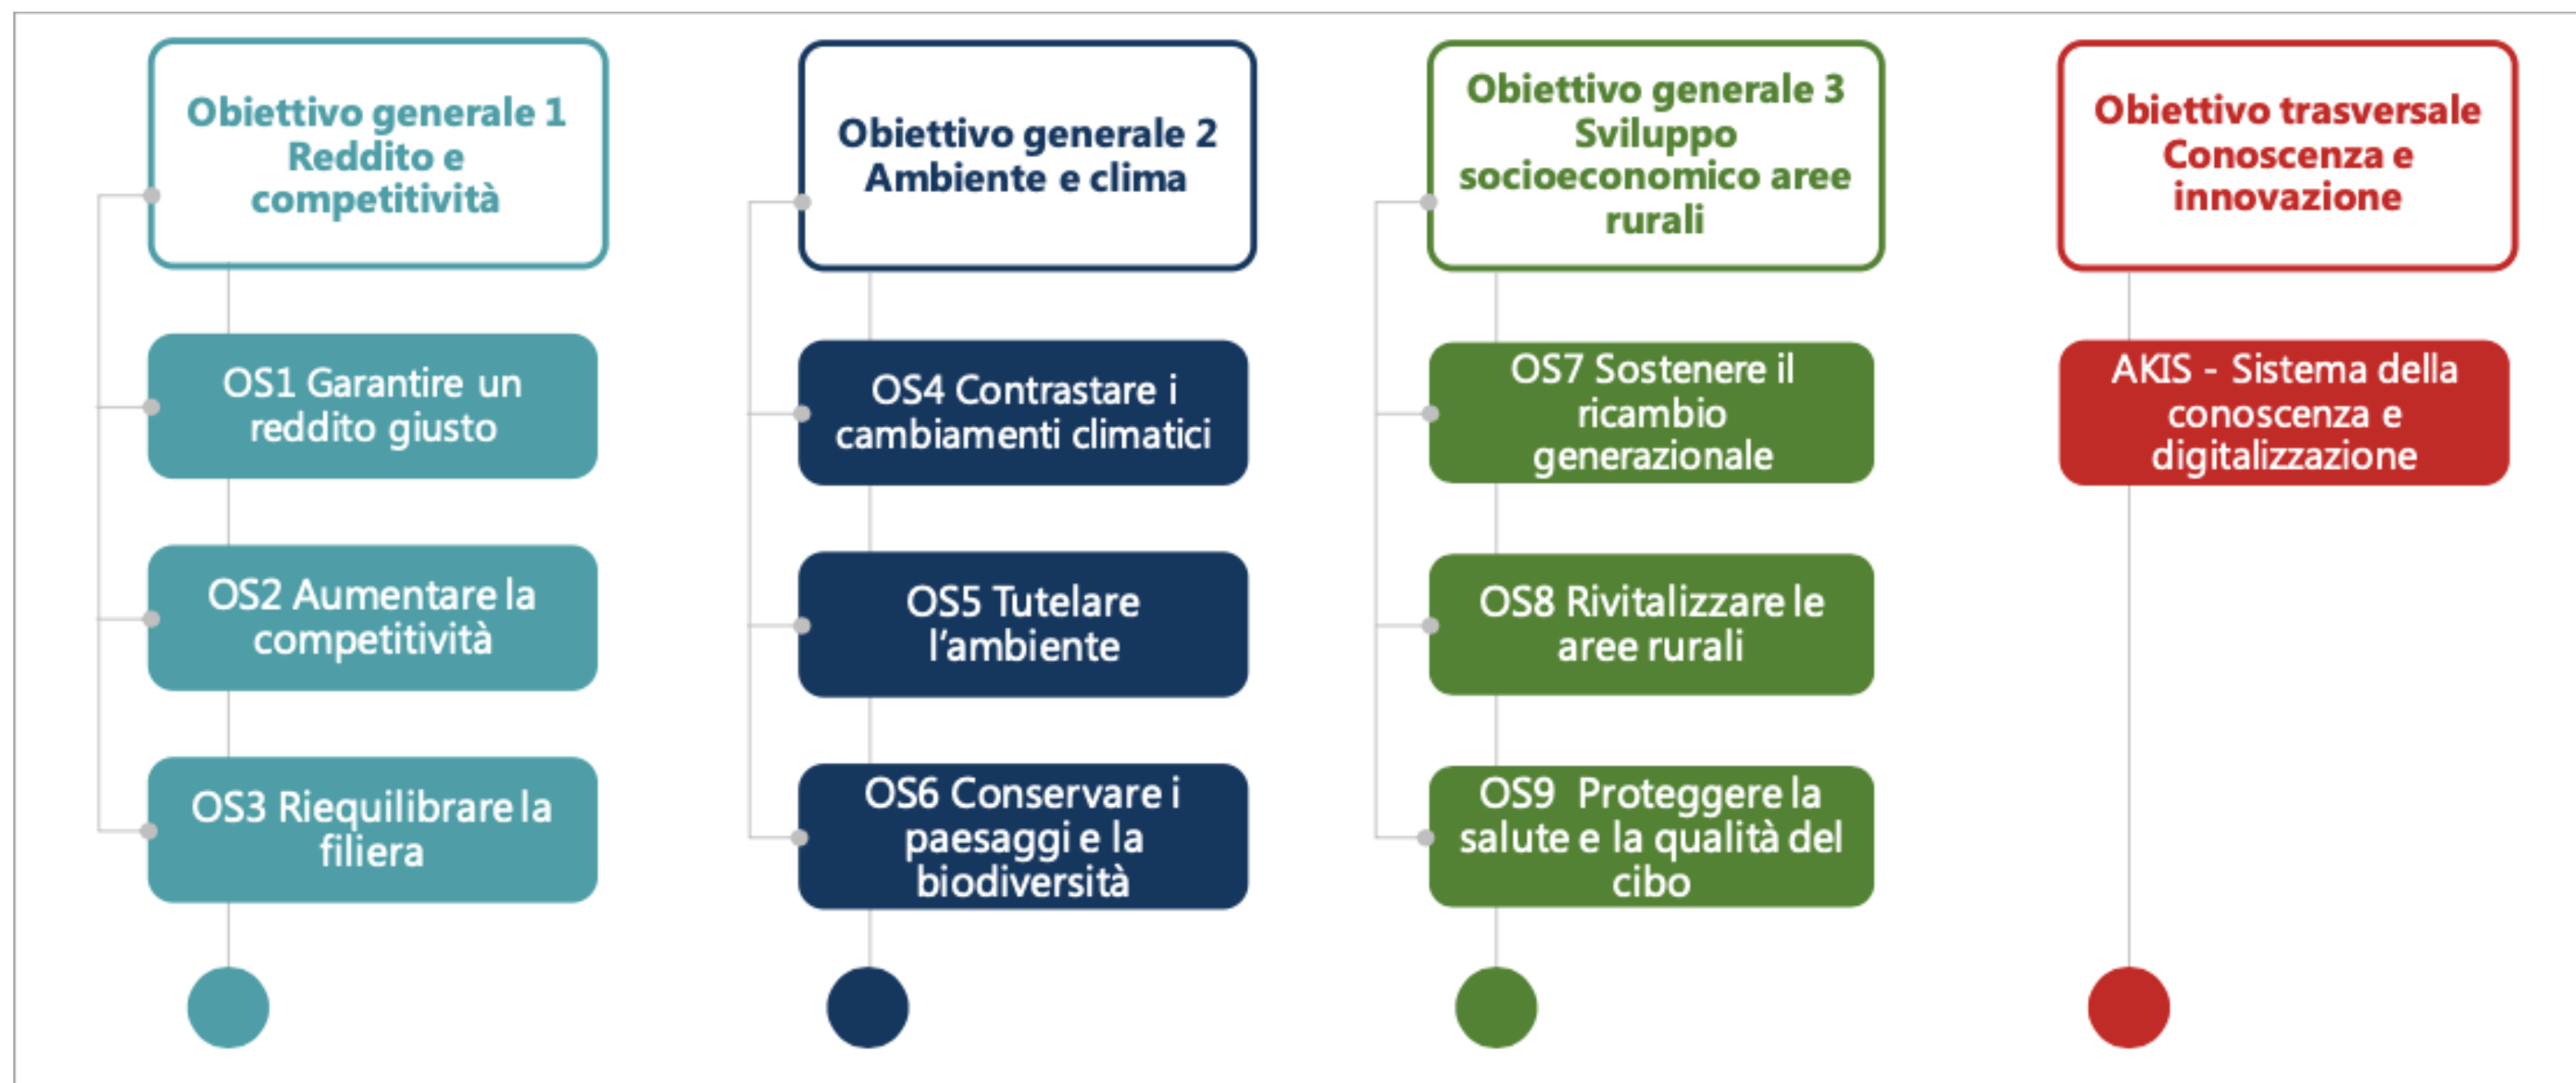 Obiettivo generale 1
Reddito e
competitività
OS1 Garantire un
reddito giusto
OS2 Aumentare la
competitività
OS3 Riequilibrare la
filiera
Obiettivo generale 2
Ambiente e clima
OS4 Contrastare i
cambiamenti climatici
OS5 Tutelare
l'ambiente
OS6 Conservare i
paesaggi e la
biodiversità
Obiettivo generale 3
Sviluppo
socioeconomico aree
rurali
OS7 Sostenere il
ricambio
generazionale
OS8 Rivitalizzare le
aree rurali
OS9 Proteggere la
salute e la qualità del
cibo
Obiettivo trasversale
Conoscenza e
innovazione
AKIS - Sistema della
conoscenza e
digitalizzazione